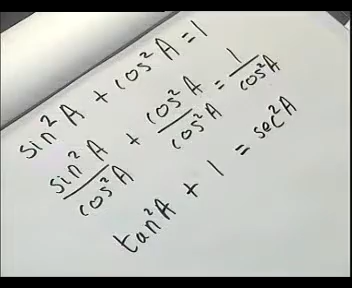 sin²A + cos²A = 1
sin²A/cos²A + cos²A/cos²A = 1/cos²A
tan²A + 1 = sec²A